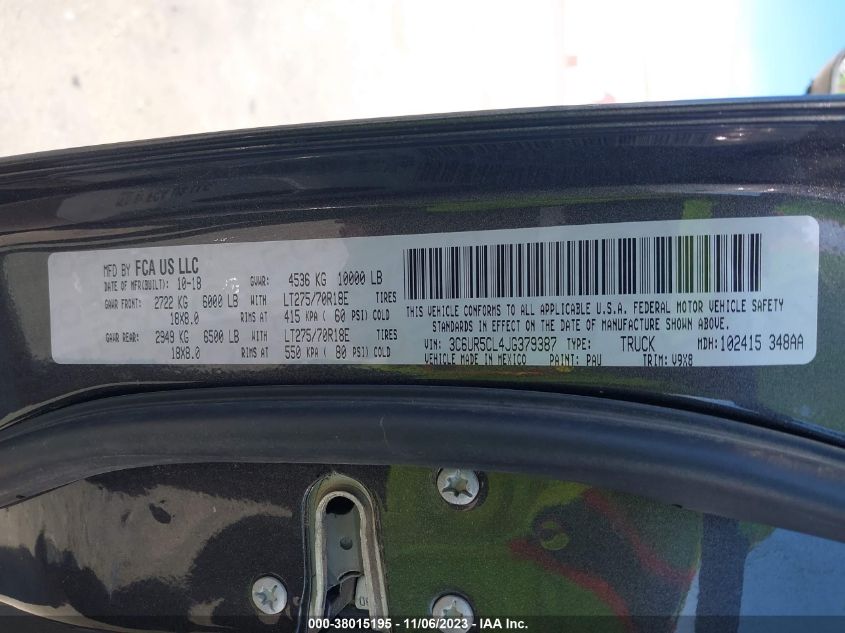 MFD BY FCA US LLC
DATE OF MFR(BUILT): 10-18 GVWR: 4536 KG 10000 LB
GAWR FRONT: 2722 KG 6000 LB WITH LT275/70R18E TIRES
18X8.0 RIMS AT 415 KPA ( 60 PSI) COLD
GAWR REAR: 2949 KG 6500 LB WITH LT275/70R18E TIRES
18X8.0 RIMS AT 550 KPA ( 80 PSI) COLD
THIS VEHICLE CONFORMS TO ALL APPLICABLE U.S.A. FEDERAL MOTOR VEHICLE SAFETY
STANDARDS IN EFFECT ON THE DATE OF MANUFACTURE SHOWN ABOVE.
VIN: 3C6UR5CL4JG379387 TYPE: TRUCK MDH: 102415 348AA
VEHICLE MADE IN MEXICO PAINT: PAU TRIM: V9X8
000-38015195 - 11/06/2023 - IAA Inc.